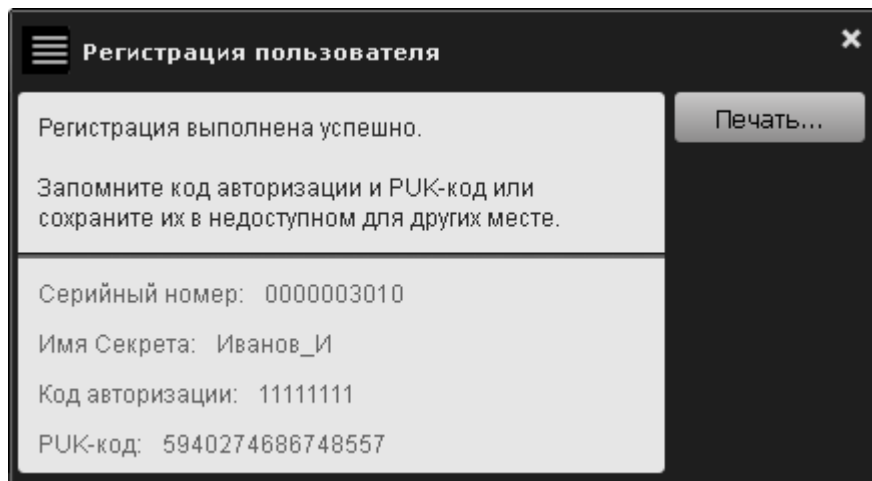 Регистрация пользователя
Печать...
Регистрация выполнена успешно.
Запомните код авторизации и PUK-код или
сохраните их в недоступном для других месте.
Серийный номер: 0000003010
Имя Секрета: Иванов_И
Код авторизации: 11111111
PUK-код: 5940274686748557